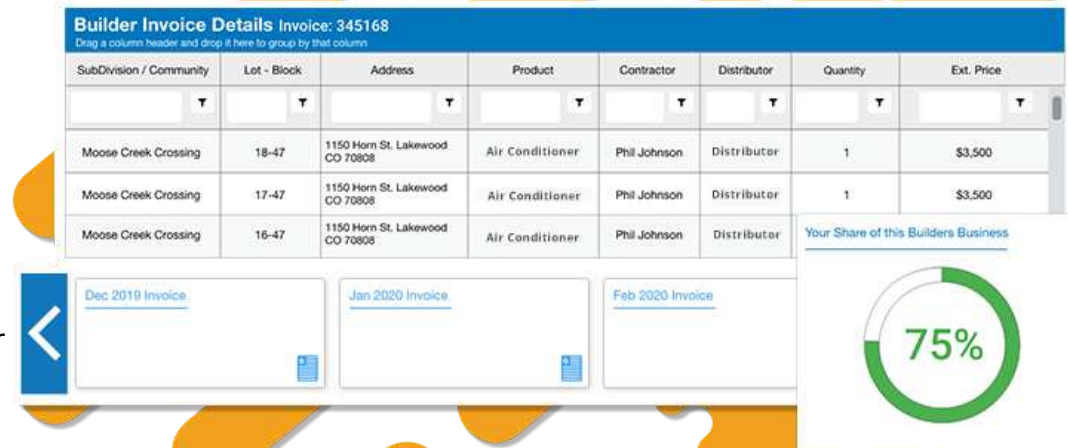 Builder Invoice Details Invoice: 345168
Drag a column header and drop it here to group by that column
SubDivision / Community Lot - Block Address Product Contractor Distributor Quantity Ext. Price
Moose Creek Crossing 18-47 1150 Horn St, Lakewood CO 70808 Air Conditioner Phil Johnson Distributor 1 $3,500
Moose Creek Crossing 17-47 1150 Horn St, Lakewood CO 70808 Air Conditioner Phil Johnson Distributor 1 $3,500
Moose Creek Crossing 16-47 1150 Horn St, Lakewood CO 70808 Air Conditioner Phil Johnson Distributor
Your Share of this Builders Business
75%
Dec 2019 Invoice
Jan 2020 Invoice
Feb 2020 Invoice
r